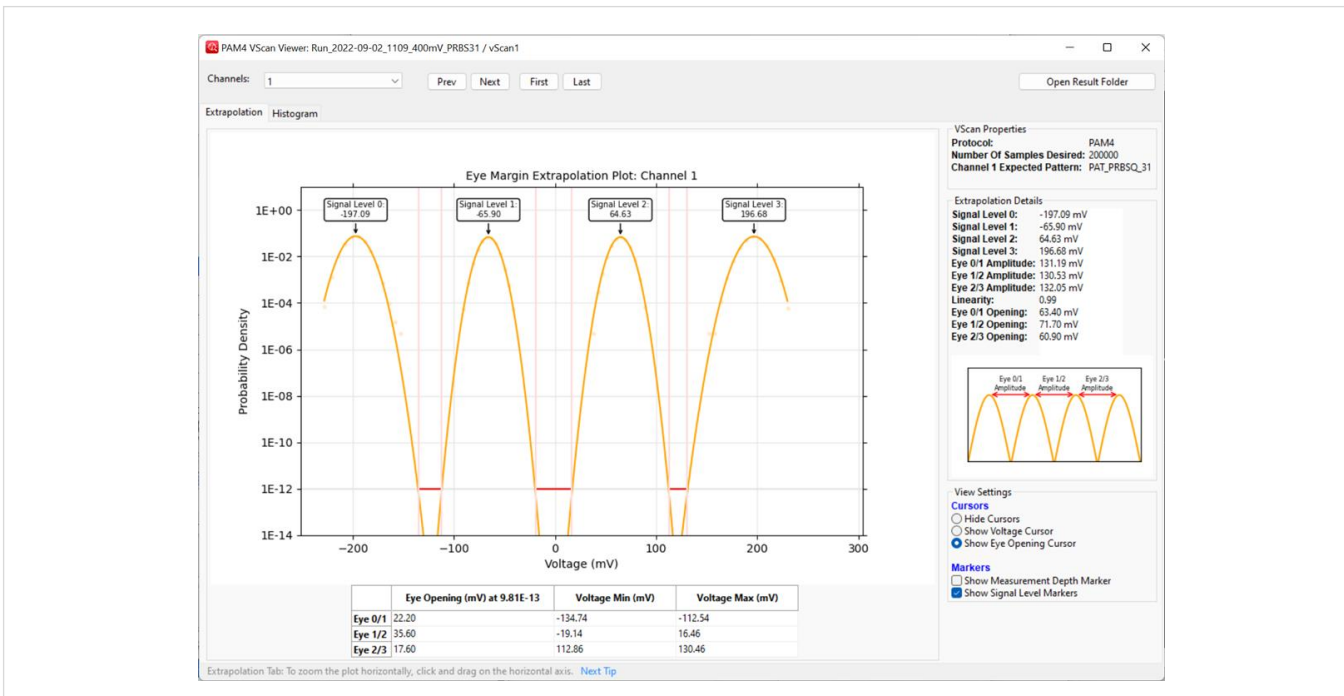 PAM4 VScan Viewer: Run_2022-09-02_1109_400mV_PRBS31 / vScan1
Channels: 1 Prev Next First Last Open Result Folder
Extrapolation Histogram
Eye Margin Extrapolation Plot: Channel 1
Signal Level 0:
-197.09
Signal Level 1:
-65.90
Signal Level 2:
64.63
Signal Level 3:
196.68
Probability Density
1E+00
1E-02
1E-04
1E-06
1E-08
1E-10
1E-12
1E-14
−200 −100 0 100 200 300
Voltage (mV)
Eye Opening (mV) at 9.81E-13 Voltage Min (mV) Voltage Max (mV)
Eye 0/1 22.20 -134.74 -112.54
Eye 1/2 35.60 -19.14 16.46
Eye 2/3 17.60 112.86 130.46
VScan Properties
Protocol: PAM4
Number Of Samples Desired: 200000
Channel 1 Expected Pattern: PAT_PRBSQ_31
Extrapolation Details
Signal Level 0: -197.09 mV
Signal Level 1: -65.90 mV
Signal Level 2: 64.63 mV
Signal Level 3: 196.68 mV
Eye 0/1 Amplitude: 131.19 mV
Eye 1/2 Amplitude: 130.53 mV
Eye 2/3 Amplitude: 132.05 mV
Linearity: 0.99
Eye 0/1 Opening: 63.40 mV
Eye 1/2 Opening: 71.70 mV
Eye 2/3 Opening: 60.90 mV
Eye 0/1 Eye 1/2 Eye 2/3
Amplitude Amplitude Amplitude
View Settings
Cursors
Hide Cursors
Show Voltage Cursor
Show Eye Opening Cursor
Markers
Show Measurement Depth Marker
Show Signal Level Markers
Extrapolation Tab: To zoom the plot horizontally, click and drag on the horizontal axis. Next Tip